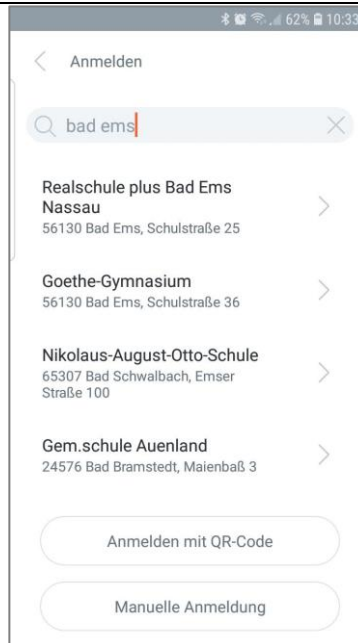 62% 10:33
Anmelden
bad ems
Realschule plus Bad Ems
Nassau
56130 Bad Ems, Schulstraße 25
Goethe-Gymnasium
56130 Bad Ems, Schulstraße 36
Nikolaus-August-Otto-Schule
65307 Bad Schwalbach, Emser
Straße 100
Gem.schule Auenland
24576 Bad Bramstedt, Maienbaß 3
Anmelden mit QR-Code
Manuelle Anmeldung